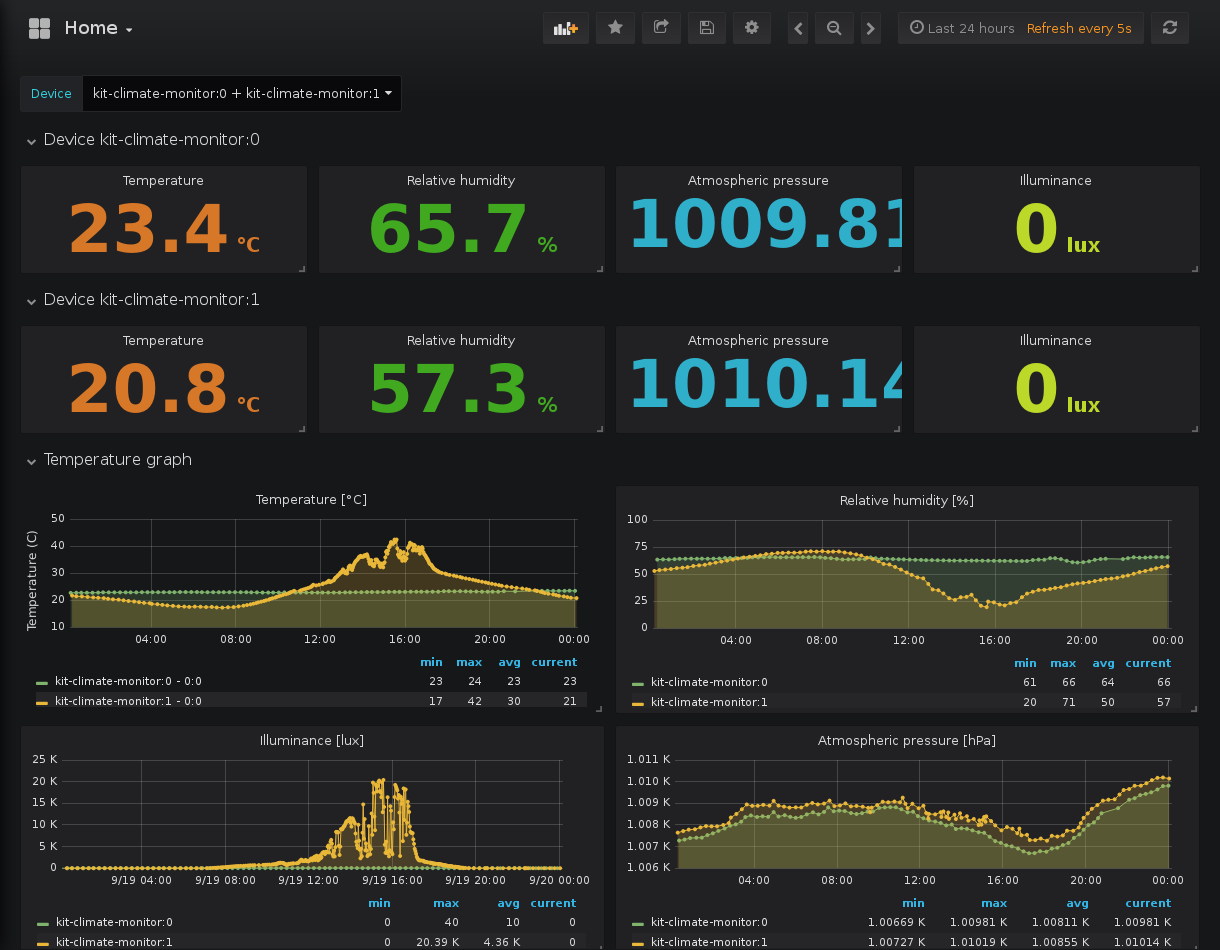 Home
Last 24 hours Refresh every 5s
Device kit-climate-monitor:0 + kit-climate-monitor:1
Device kit-climate-monitor:0
Temperature Relative humidity Atmospheric pressure Illuminance
23.4 °C 65.7 % 1009.81 0 lux
Device kit-climate-monitor:1
Temperature Relative humidity Atmospheric pressure Illuminance
20.8 °C 57.3 % 1010.14 0 lux
Temperature graph
Temperature [°C]
Temperature (C)
50
40
30
20
10
04:00 08:00 12:00 16:00 20:00 00:00
min max avg current
kit-climate-monitor:0 - 0:0 23 24 23 23
kit-climate-monitor:1 - 0:0 17 42 30 21
Relative humidity [%]
100
75
50
25
0
04:00 08:00 12:00 16:00 20:00 00:00
min max avg current
kit-climate-monitor:0 61 66 64 66
kit-climate-monitor:1 20 71 50 57
Illuminance [lux]
25 K
20 K
15 K
10 K
5 K
0
9/19 04:00 9/19 08:00 9/19 12:00 9/19 16:00 9/19 20:00 9/20 00:00
min max avg current
kit-climate-monitor:0 0 40 10 0
kit-climate-monitor:1 0 20.39 K 4.36 K 0
Atmospheric pressure [hPa]
1.011 K
1.010 K
1.009 K
1.008 K
1.007 K
1.006 K
04:00 08:00 12:00 16:00 20:00 00:00
min max avg current
kit-climate-monitor:0 1.00669 K 1.00981 K 1.00811 K 1.00981 K
kit-climate-monitor:1 1.00727 K 1.01019 K 1.00855 K 1.01014 K